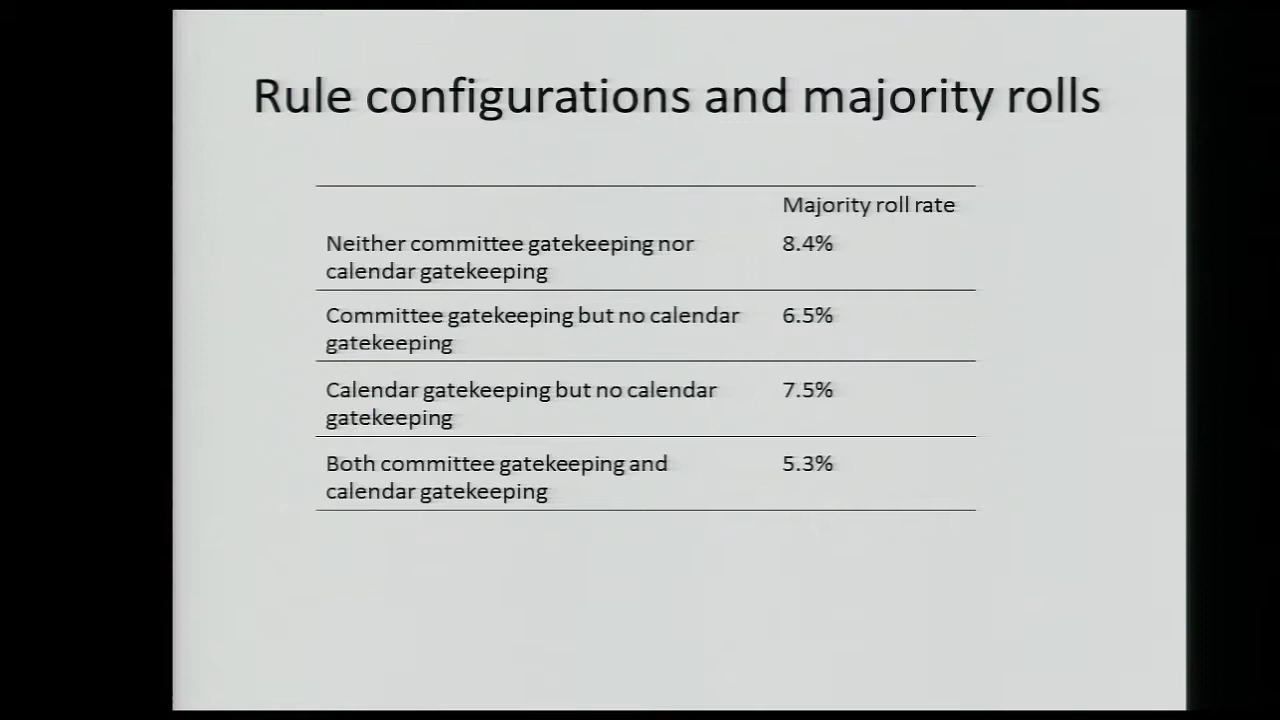 Rule configurations and majority rolls
Majority roll rate
Neither committee gatekeeping nor 8.4%
calendar gatekeeping
Committee gatekeeping but no calendar 6.5%
gatekeeping
Calendar gatekeeping but no calendar 7.5%
gatekeeping
Both committee gatekeeping and 5.3%
calendar gatekeeping